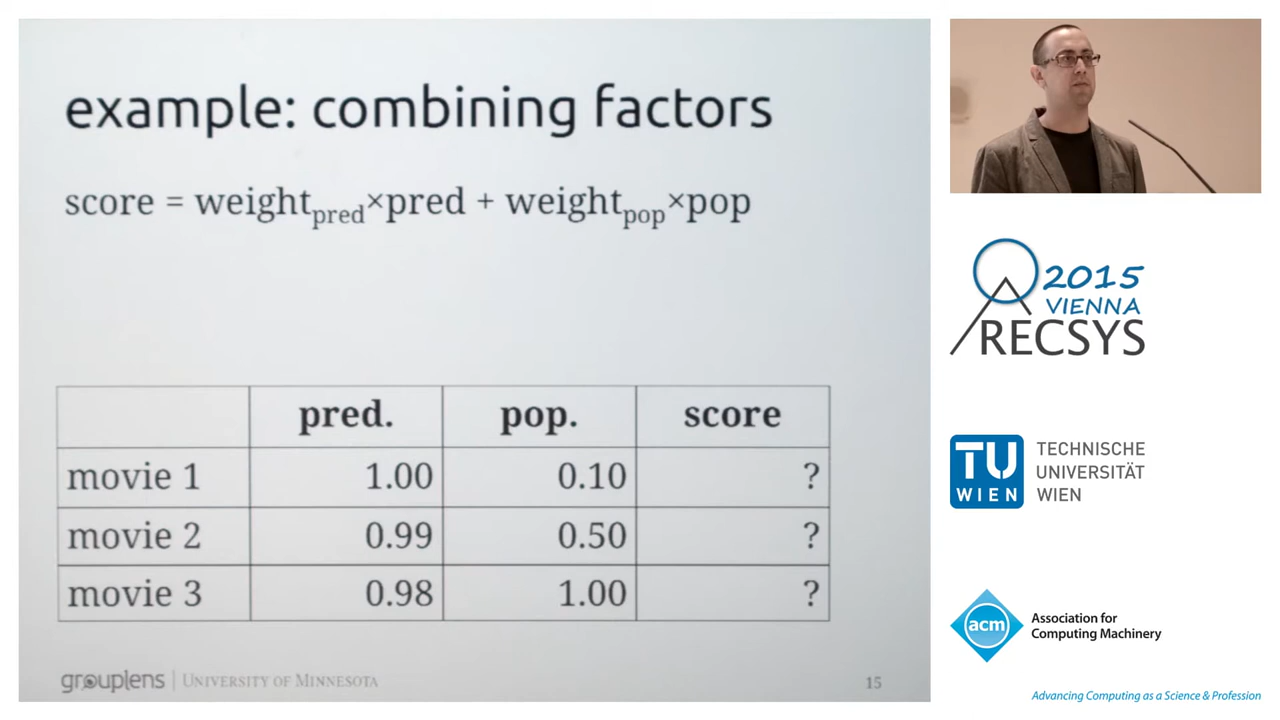 example: combining factors
score = weightpred×pred + weightpop×pop
pred. pop. score
movie 1 1.00 0.10 ?
movie 2 0.99 0.50 ?
movie 3 0.98 1.00 ?
grouplens | UNIVERSITY OF MINNESOTA 15
2015
VIENNA
RECSYS
TU
WIEN
TECHNISCHE
UNIVERSITÄT
WIEN
acm
Association for
Computing Machinery
Advancing Computing as a Science & Profession